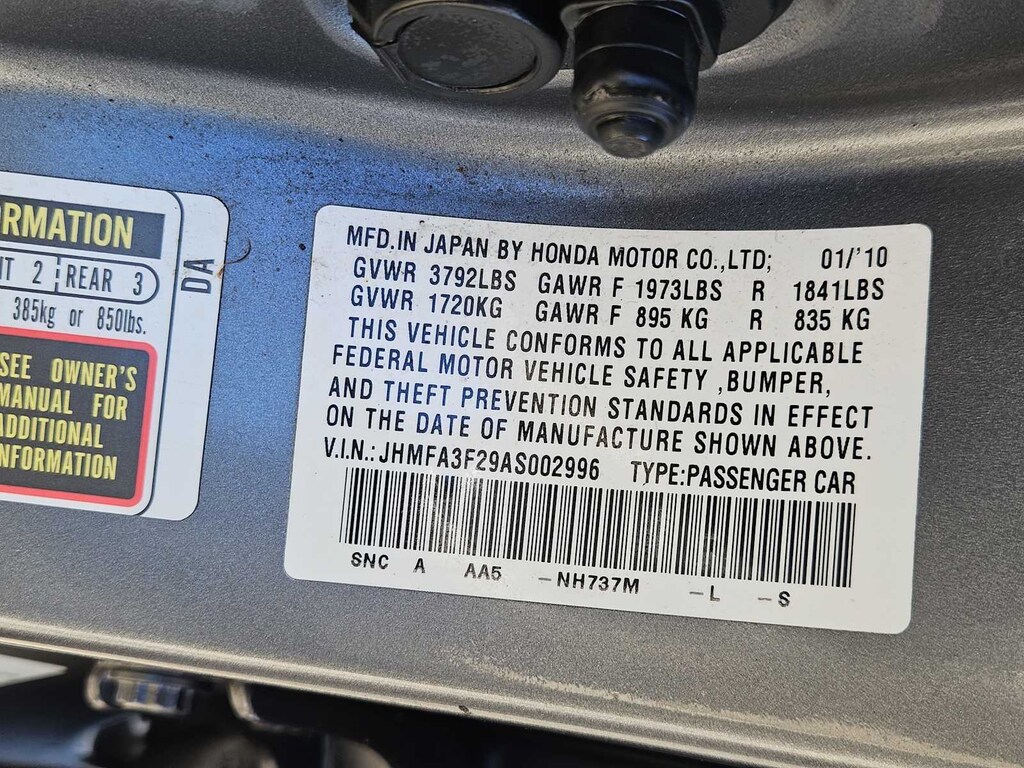 RMATION
T 2 REAR 3
385kg or 850lbs.
SEE OWNER'S
MANUAL FOR
ADDITIONAL
NFORMATION
DA
MFD.IN JAPAN BY HONDA MOTOR CO.,LTD; 01/'10
GVWR 3792LBS GAWR F 1973LBS R 1841LBS
GVWR 1720KG GAWR F 895 KG R 835 KG
THIS VEHICLE CONFORMS TO ALL APPLICABLE
FEDERAL MOTOR VEHICLE SAFETY ,BUMPER,
AND THEFT PREVENTION STANDARDS IN EFFECT
ON THE DATE OF MANUFACTURE SHOWN ABOVE.
V.I.N.: JHMFA3F29AS002996 TYPE:PASSENGER CAR
SNC A AA5 -NH737M -L -S